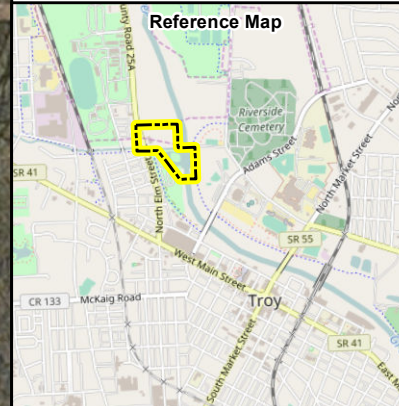 Reference Map
unty Road 25A
Riverside
Cemetery
Adams Street
North Market Street
No
SR 41
North Elm Street
SR 55
West Main Street
CR 133
McKaig Road
Troy
SR 41
South Market Street
East M